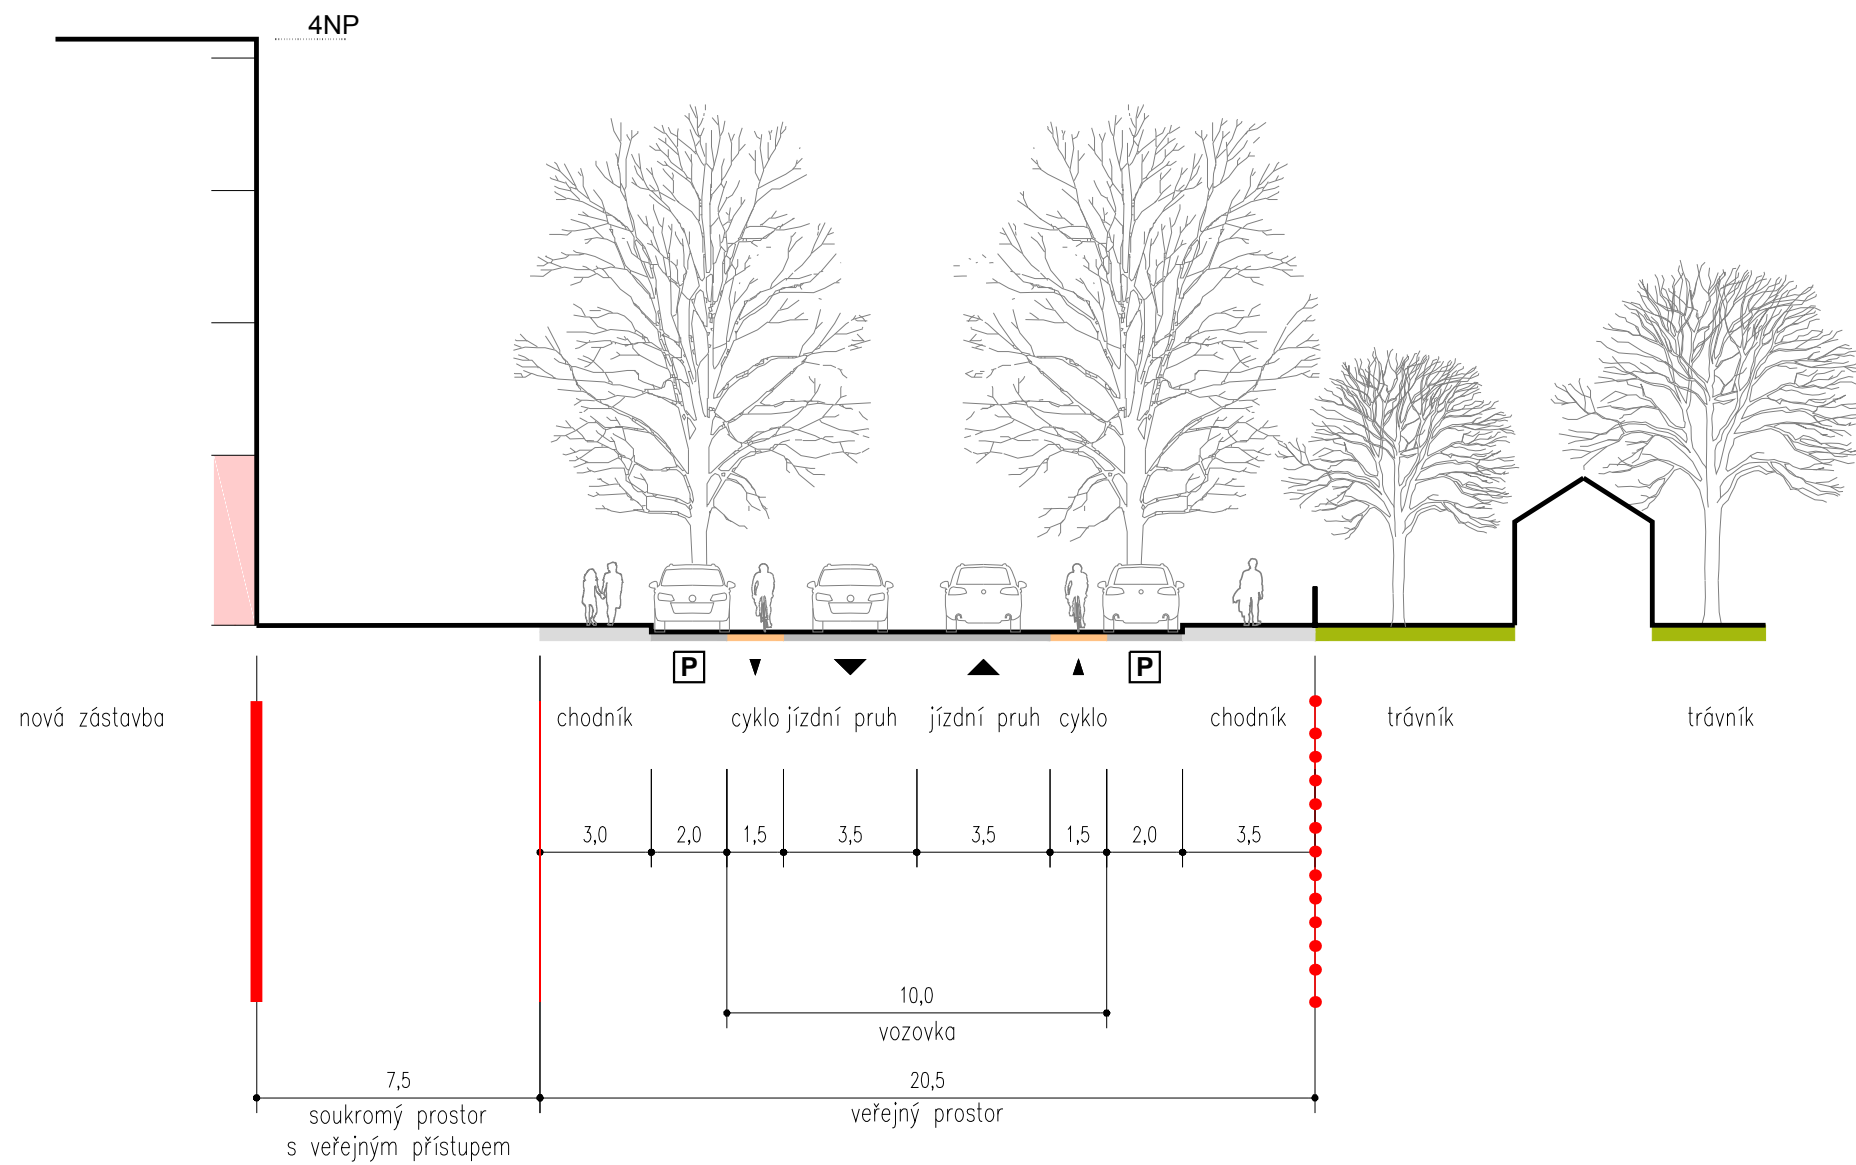 4NP
P
P
nová zástavba
chodník
cyklo
jízdní pruh
jízdní pruh
cyklo
chodník
trávník
trávník
3,0
2,0
1,5
3,5
3,5
1,5
2,0
3,5
10,0
vozovka
7,5
20,5
soukromý prostor
s veřejným přístupem
veřejný prostor